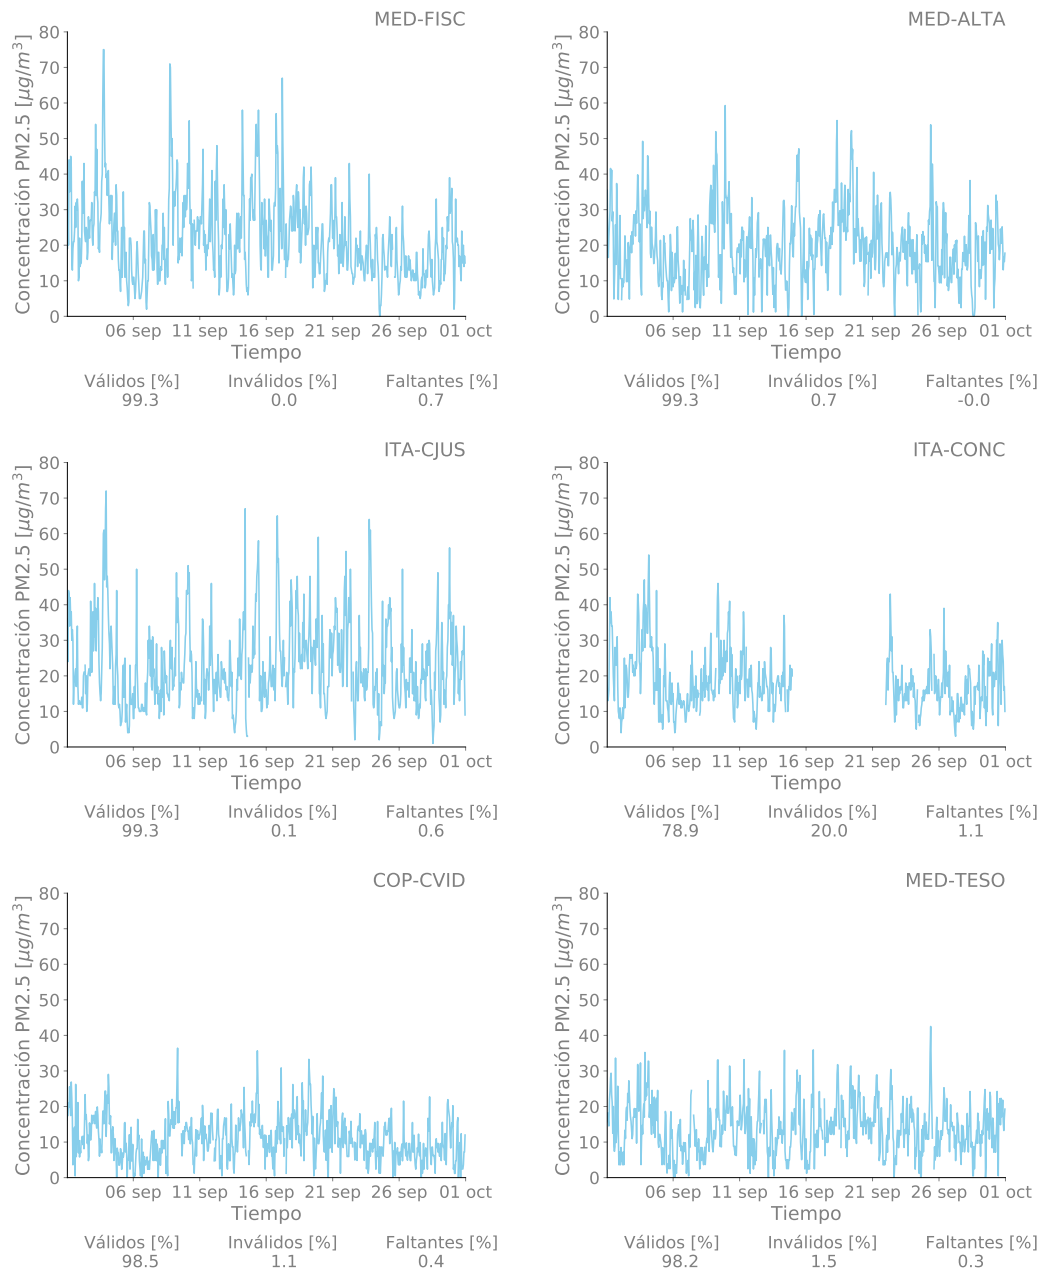 MED-FISC
Concentración PM2.5 [μg/m³]
80
70
60
50
40
30
20
10
0
06 sep 11 sep 16 sep 21 sep 26 sep 01 oct
Tiempo
Válidos [%] Inválidos [%] Faltantes [%]
99.3 0.0 0.7
MED-ALTA
Concentración PM2.5 [μg/m³]
80
70
60
50
40
30
20
10
0
06 sep 11 sep 16 sep 21 sep 26 sep 01 oct
Tiempo
Válidos [%] Inválidos [%] Faltantes [%]
99.3 0.7 -0.0
ITA-CJUS
Concentración PM2.5 [μg/m³]
80
70
60
50
40
30
20
10
0
06 sep 11 sep 16 sep 21 sep 26 sep 01 oct
Tiempo
Válidos [%] Inválidos [%] Faltantes [%]
99.3 0.1 0.6
ITA-CONC
Concentración PM2.5 [μg/m³]
80
70
60
50
40
30
20
10
0
06 sep 11 sep 16 sep 21 sep 26 sep 01 oct
Tiempo
Válidos [%] Inválidos [%] Faltantes [%]
78.9 20.0 1.1
COP-CVID
Concentración PM2.5 [μg/m³]
80
70
60
50
40
30
20
10
0
06 sep 11 sep 16 sep 21 sep 26 sep 01 oct
Tiempo
Válidos [%] Inválidos [%] Faltantes [%]
98.5 1.1 0.4
MED-TESO
Concentración PM2.5 [μg/m³]
80
70
60
50
40
30
20
10
0
06 sep 11 sep 16 sep 21 sep 26 sep 01 oct
Tiempo
Válidos [%] Inválidos [%] Faltantes [%]
98.2 1.5 0.3